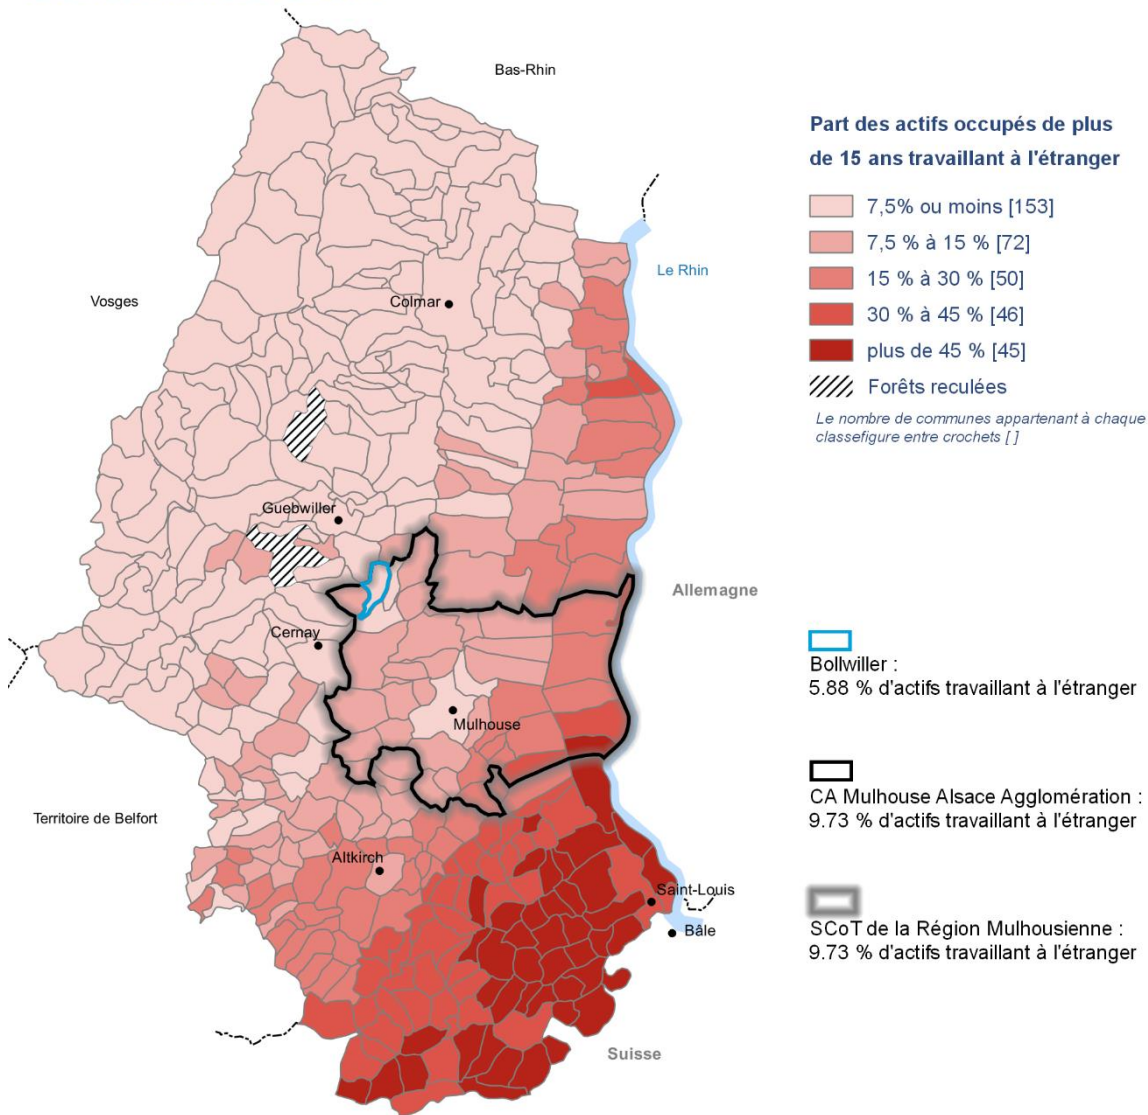 Bas-Rhin
Part des actifs occupés de plus
de 15 ans travaillant à l'étranger
7,5% ou moins [153]
7,5 % à 15 % [72]
15 % à 30 % [50]
30 % à 45 % [46]
plus de 45 % [45]
Forêts reculées
Le nombre de communes appartenant à chaque
classefigure entre crochets [ ]
Le Rhin
Vosges
Colmar
Guebwiller
Allemagne
Cernay
Mulhouse
Territoire de Belfort
Altkirch
Saint-Louis
Bâle
Suisse
Bollwiller :
5.88 % d'actifs travaillant à l'étranger
CA Mulhouse Alsace Agglomération :
9.73 % d'actifs travaillant à l'étranger
SCoT de la Région Mulhousienne :
9.73 % d'actifs travaillant à l'étranger